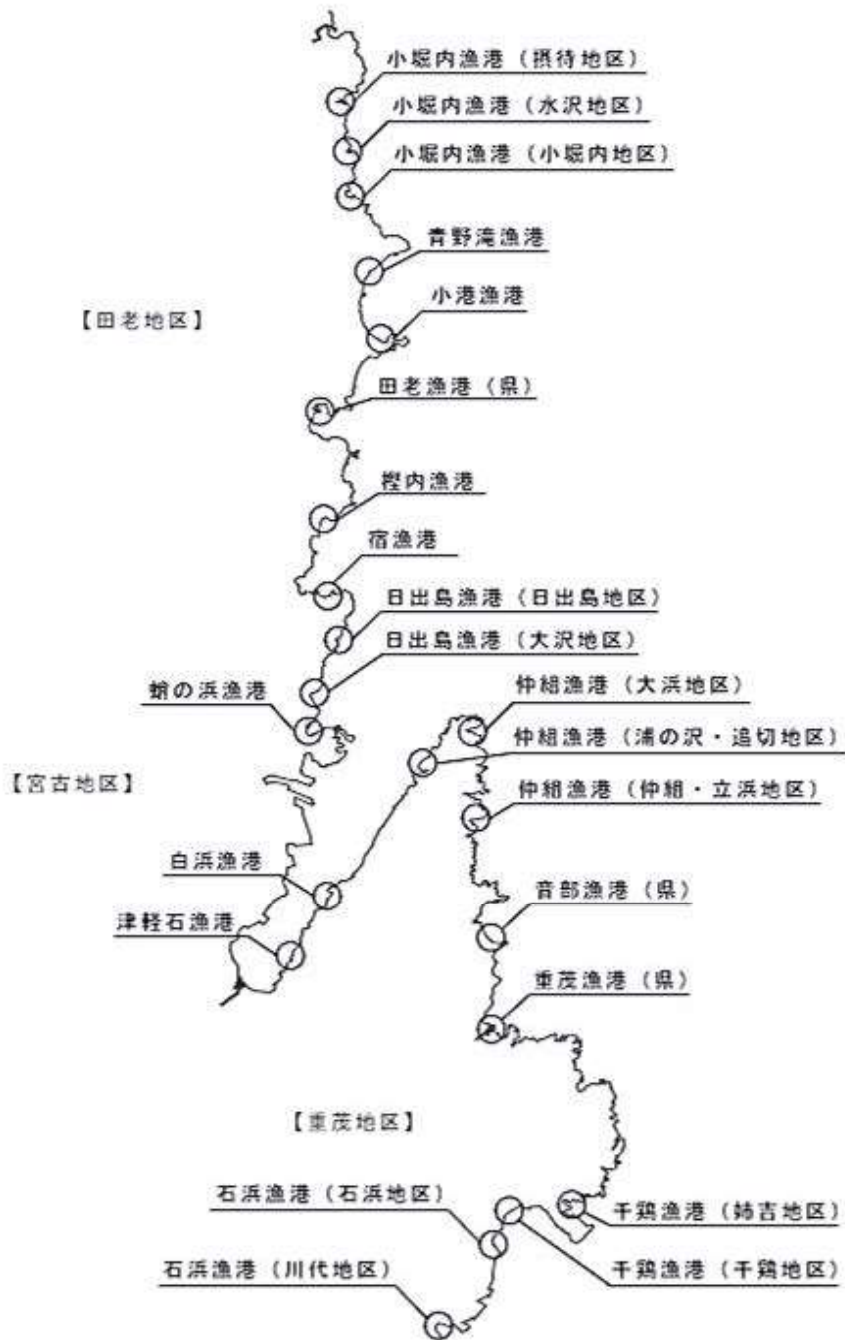 小堀内漁港（摂待地区）
小堀内漁港（水沢地区）
小堀内漁港（小堀内地区）
青野滝漁港
小港漁港
【田老地区】
田老漁港（県）
樫内漁港
宿漁港
日出島漁港（日出島地区）
日出島漁港（大沢地区）
蛸の浜漁港
仲組漁港（大浜地区）
仲組漁港（浦の沢・追切地区）
【宮古地区】
仲組漁港（仲組・立浜地区）
白浜漁港
音部漁港（県）
津軽石漁港
重茂漁港（県）
【重茂地区】
石浜漁港（石浜地区）
千鶏漁港（姉吉地区）
石浜漁港（川代地区）
千鶏漁港（千鶏地区）